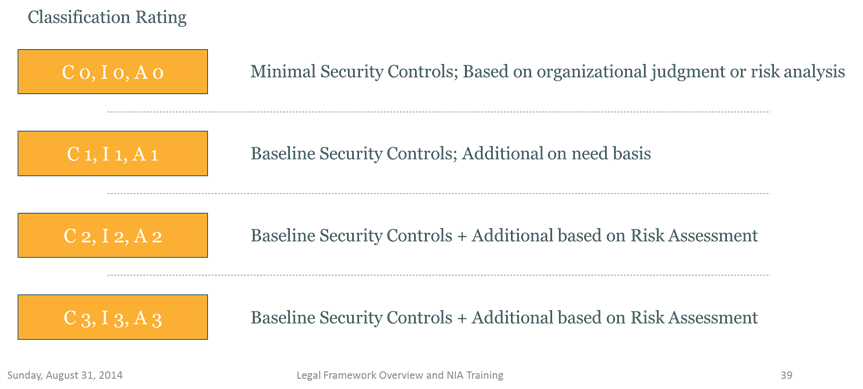 Classification Rating
C 0, I 0, A 0
Minimal Security Controls; Based on organizational judgment or risk analysis
C 1, I 1, A 1
Baseline Security Controls; Additional on need basis
C 2, I 2, A 2
Baseline Security Controls + Additional based on Risk Assessment
C 3, I 3, A 3
Baseline Security Controls + Additional based on Risk Assessment
Sunday, August 31, 2014
Legal Framework Overview and NIA Training
39